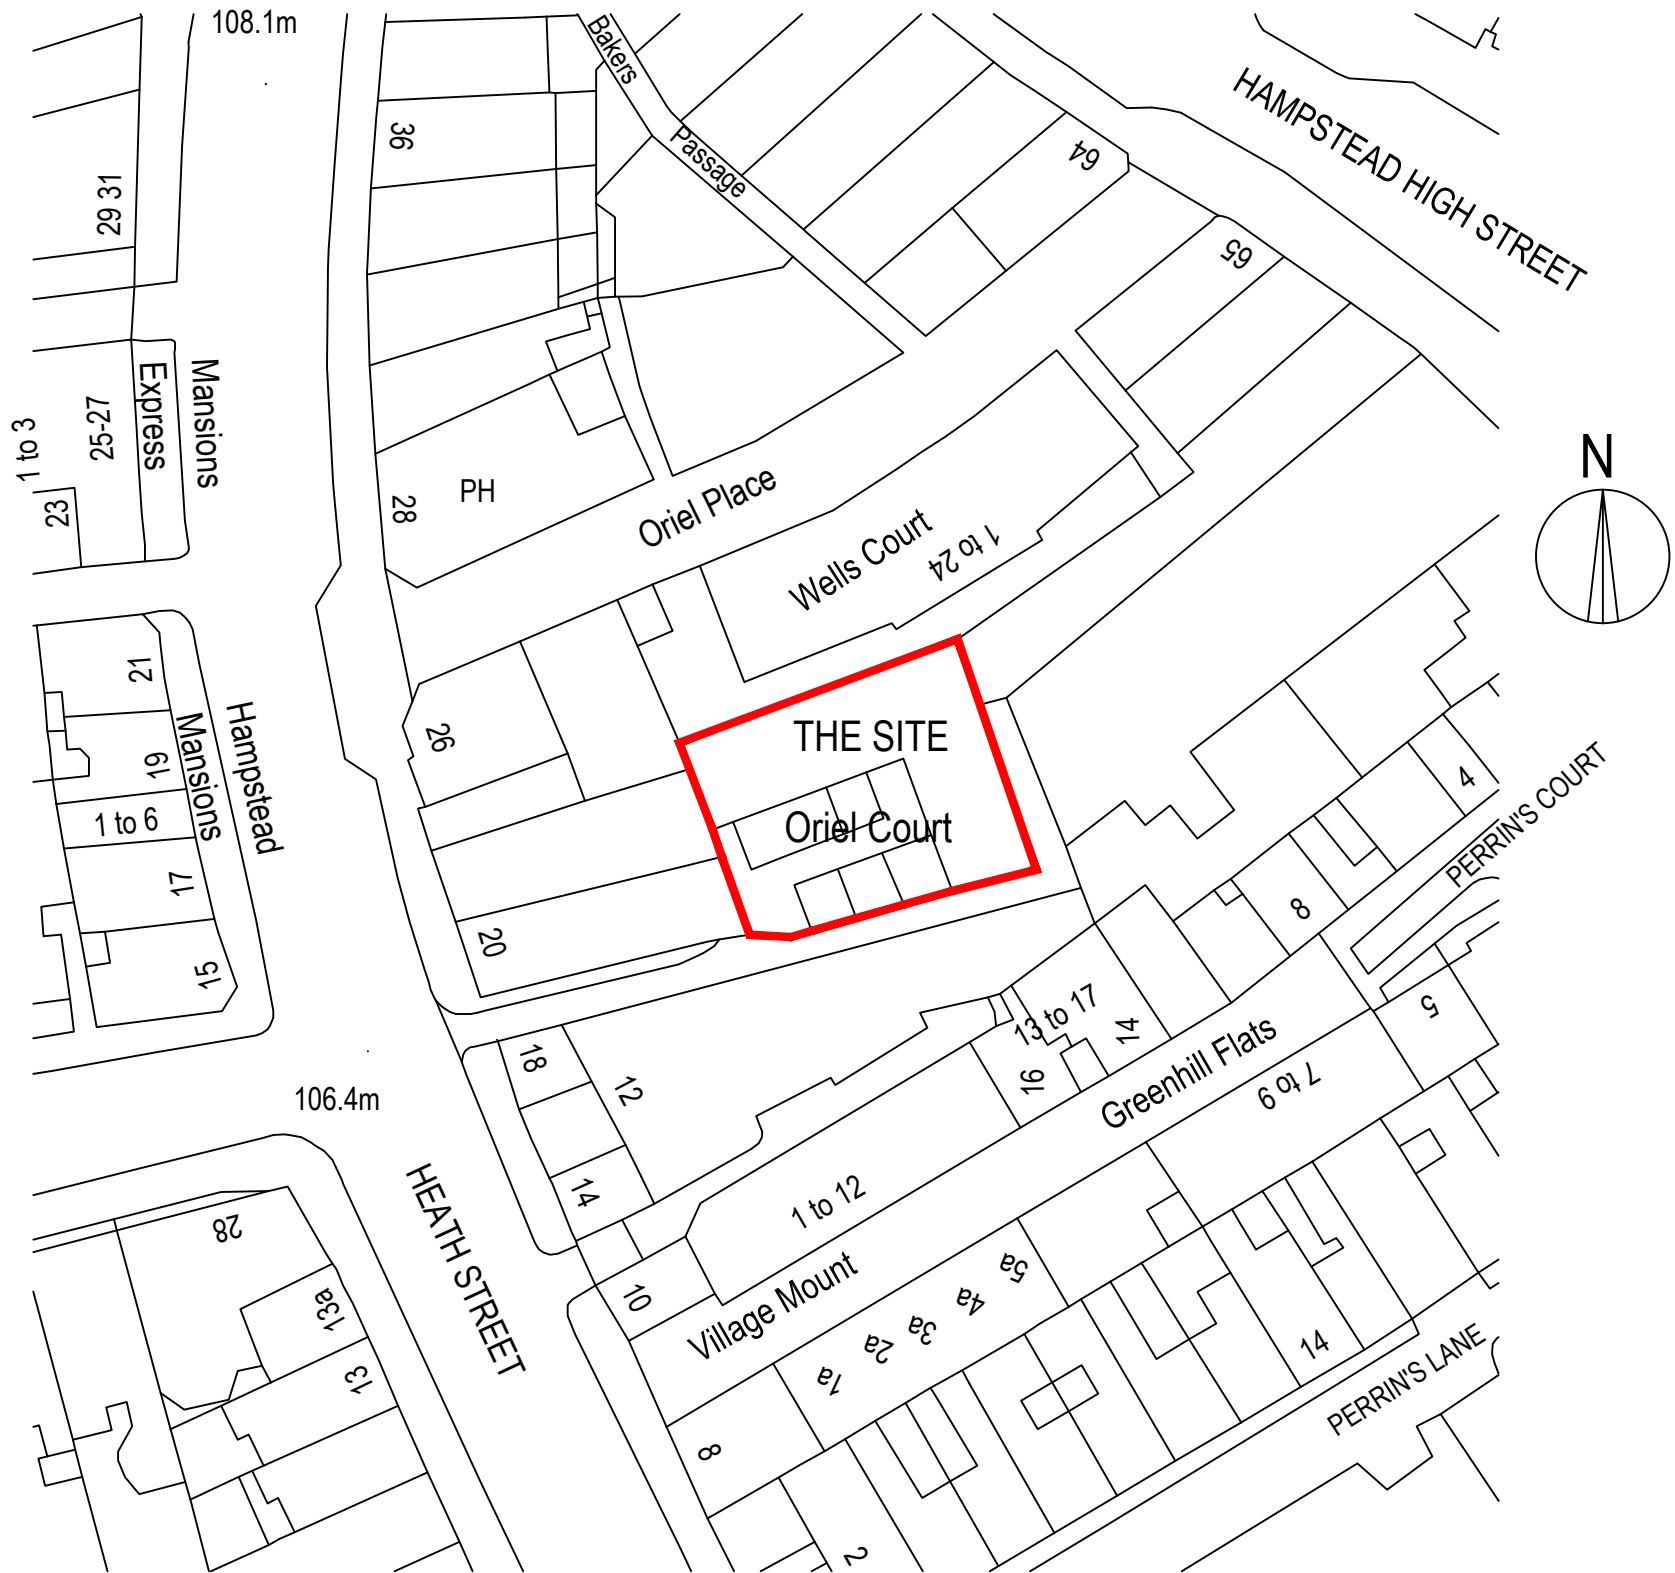 108.1m
Bakers
Passage
HAMPSTEAD HIGH STREET
36
64
29 31
65
Mansions
Express
25-27
1 to 3
23
N
28
PH
Oriel Place
Wells Court
1 to 24
21
26
Hampstead
Mansions
19
1 to 6
17
15
THE SITE
Oriel Court
20
4
PERRIN'S COURT
8
13 to 17
14
16
5
Greenhill Flats
7 to 9
18
12
14
106.4m
HEATH STREET
28
13a
13
10
1 to 12
Village Mount
1a
2a
3a
4a
5a
14
PERRIN'S LANE
8
2